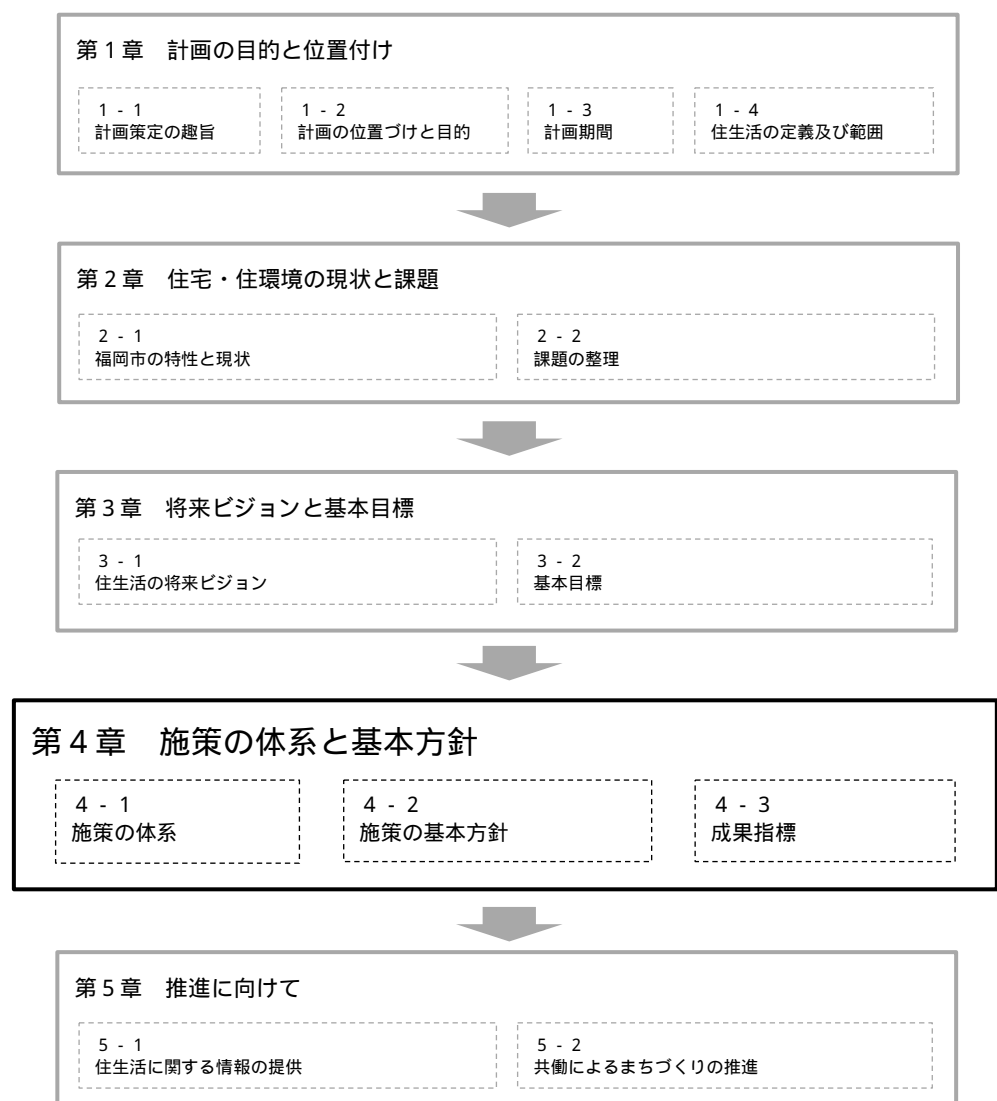 第1章　計画の目的と位置付け
1 - 1
計画策定の趣旨
1 - 2
計画の位置づけと目的
1 - 3
計画期間
1 - 4
住生活の定義及び範囲
第2章　住宅・住環境の現状と課題
2 - 1
福岡市の特性と現状
2 - 2
課題の整理
第3章　将来ビジョンと基本目標
3 - 1
住生活の将来ビジョン
3 - 2
基本目標
第4章　施策の体系と基本方針
4 - 1
施策の体系
4 - 2
施策の基本方針
4 - 3
成果指標
第5章　推進に向けて
5 - 1
住生活に関する情報の提供
5 - 2
共働によるまちづくりの推進